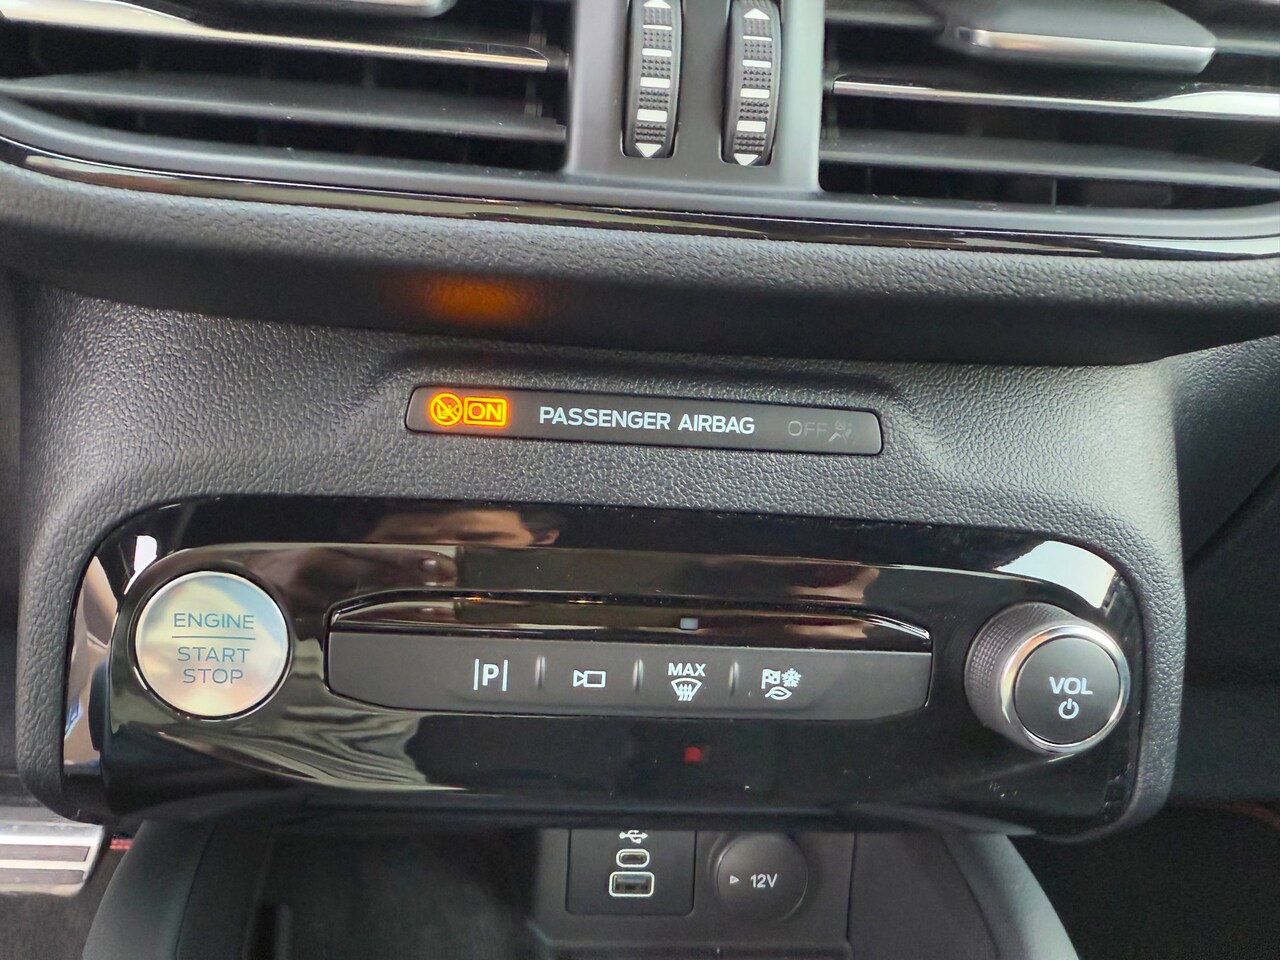 ON PASSENGER AIRBAG OFF
ENGINE
START
STOP
P
MAX
VOL
12V